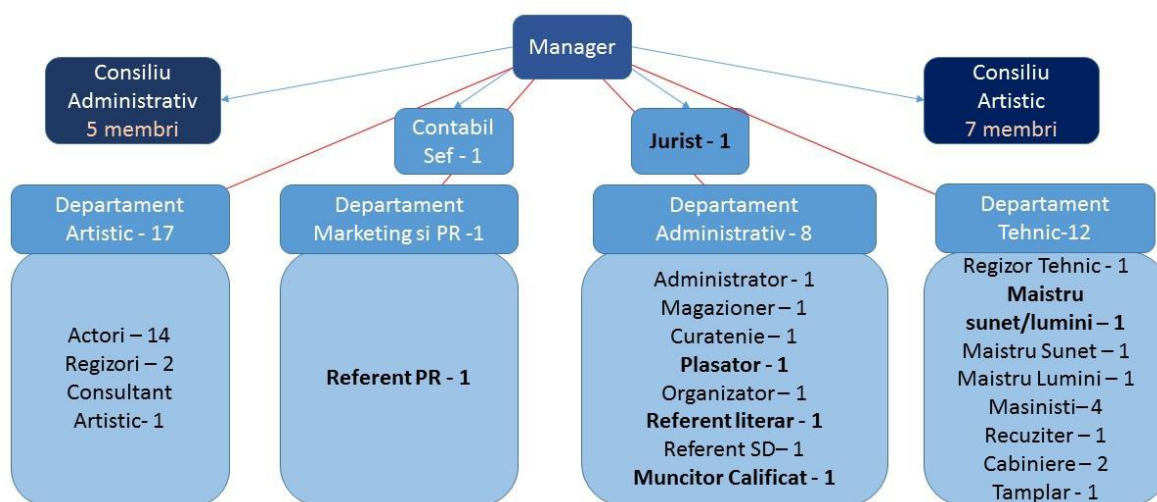 Manager
Consiliu
Administrativ
5 membri
Consiliu
Artistic
7 membri
Contabil
Sef - 1
Jurist - 1
Departament
Artistic - 17
Actori – 14
Regizori – 2
Consultant
Artistic- 1
Departament
Marketing si PR -1
Referent PR - 1
Departament
Administrativ - 8
Administrator - 1
Magazioner – 1
Curatenie – 1
Plasator – 1
Organizator – 1
Referent literar - 1
Referent SD– 1
Muncitor Calificat - 1
Departament
Tehnic-12
Regizor Tehnic - 1
Maistru
sunet/lumini – 1
Maistru Sunet – 1
Maistru Lumini – 1
Masinisti– 4
Recuziter – 1
Cabiniere – 2
Tamplar - 1